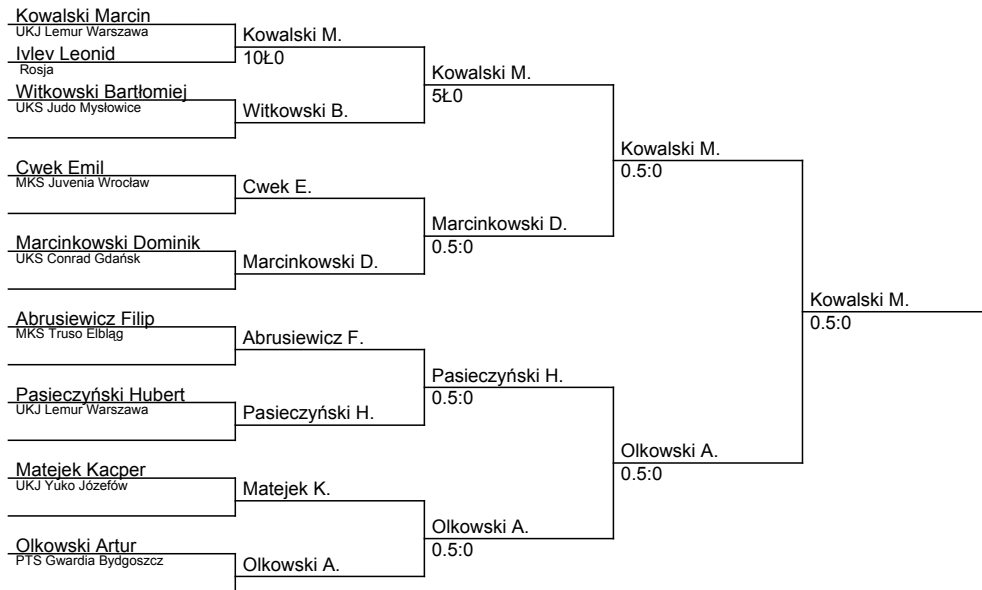 Kowalski Marcin
UKJ Lemur Warszawa
Ivlev Leonid
Rosja
Witkowski Bartłomiej
UKS Judo Mysłowice
Cwek Emil
MKS Juvenia Wrocław
Marcinkowski Dominik
UKS Conrad Gdańsk
Abrusiewicz Filip
MKS Truso Elbląg
Pasieczyński Hubert
UKJ Lemur Warszawa
Matejek Kacper
UKJ Yuko Józefów
Olkowski Artur
PTS Gwardia Bydgoszcz
Kowalski M.
10Ł0
Witkowski B.
Cwek E.
Marcinkowski D.
Abrusiewicz F.
Pasieczyński H.
Matejek K.
Olkowski A.
Kowalski M.
5Ł0
Marcinkowski D.
0.5:0
Pasieczyński H.
0.5:0
Olkowski A.
0.5:0
Kowalski M.
0.5:0
Olkowski A.
0.5:0
Kowalski M.
0.5:0